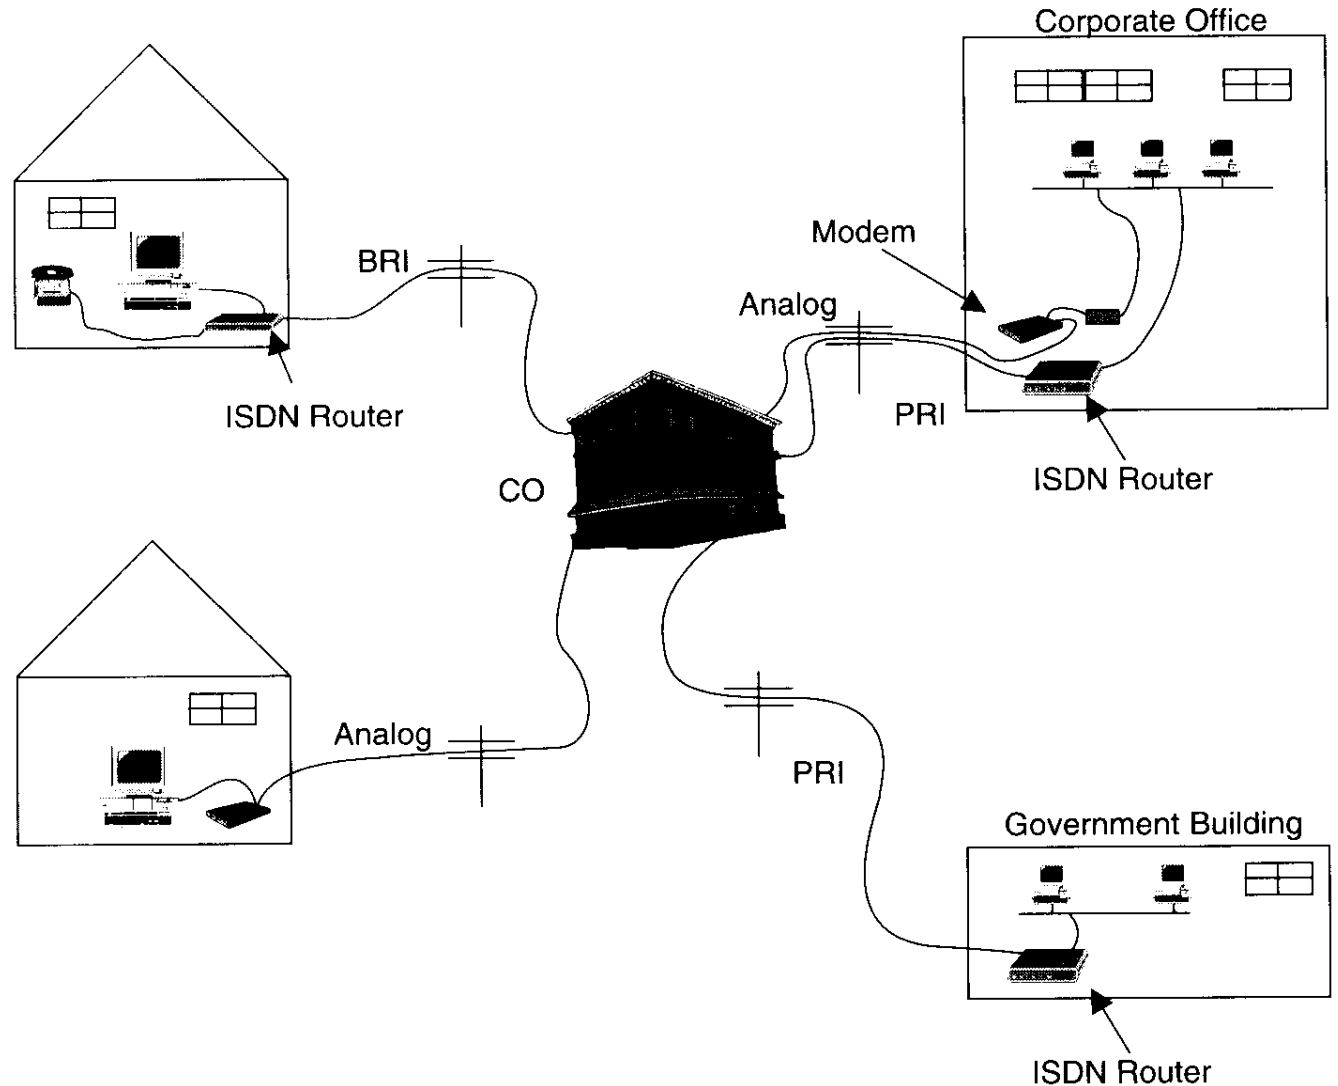 Corporate Office
Modem
BRI
Analog
ISDN Router
PRI
ISDN Router
CO
Analog
PRI
Government Building
ISDN Router